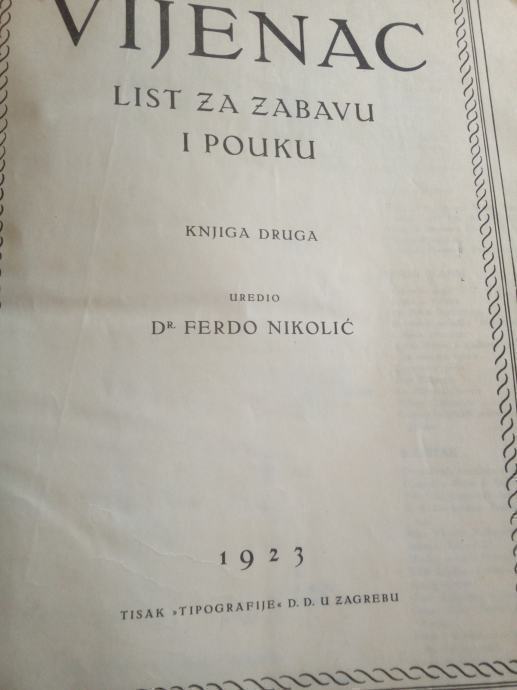 VIJENAC
LIST ZA ZABAVU
I POUKU
KNJIGA DRUGA
UREDIO
DR. FERDO NIKOLIĆ
1923
TISAK »TIPOGRAFIJE« D. D. U ZAGREBU